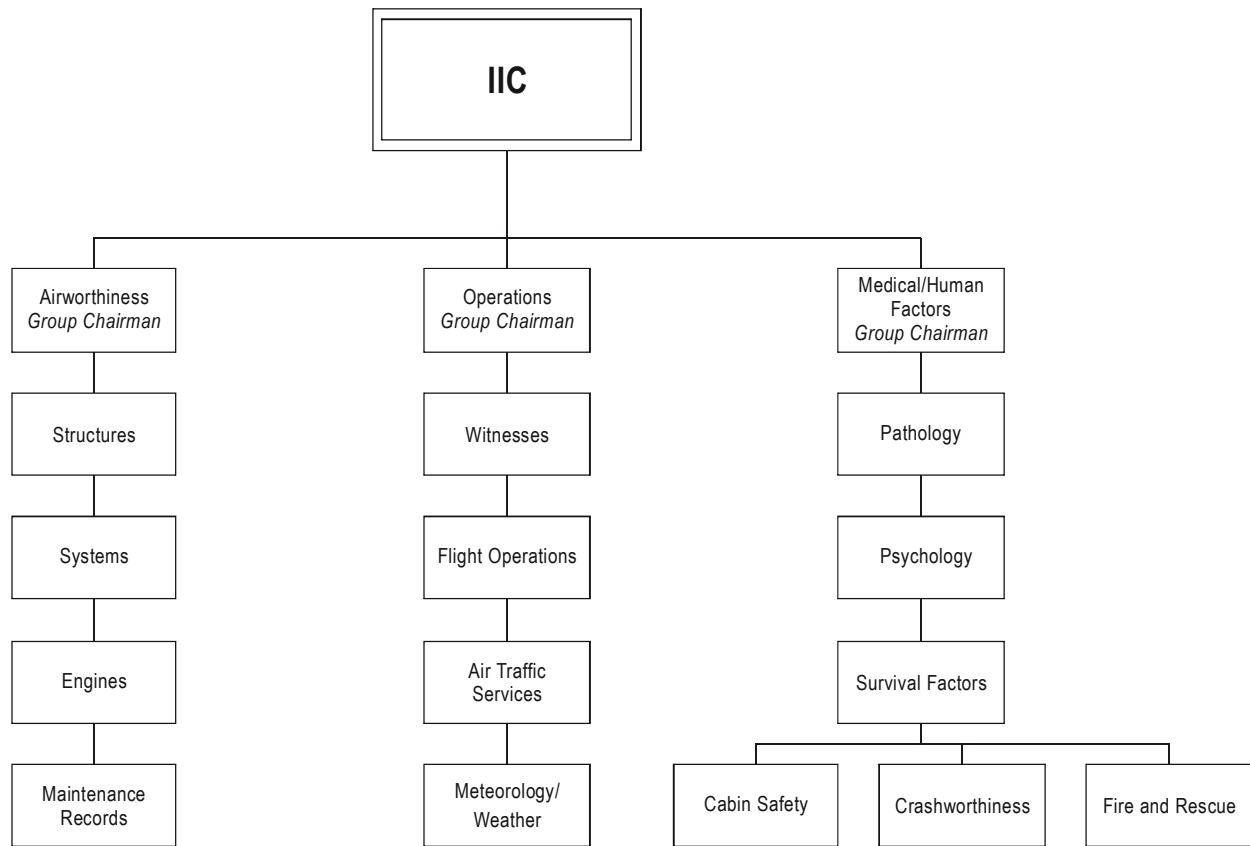 IIC
Airworthiness
Group Chairman
Operations
Group Chairman
Medical/Human
Factors
Group Chairman
Structures
Witnesses
Pathology
Systems
Flight Operations
Psychology
Engines
Air Traffic
Services
Survival Factors
Maintenance
Records
Meteorology/
Weather
Cabin Safety
Crashworthiness
Fire and Rescue